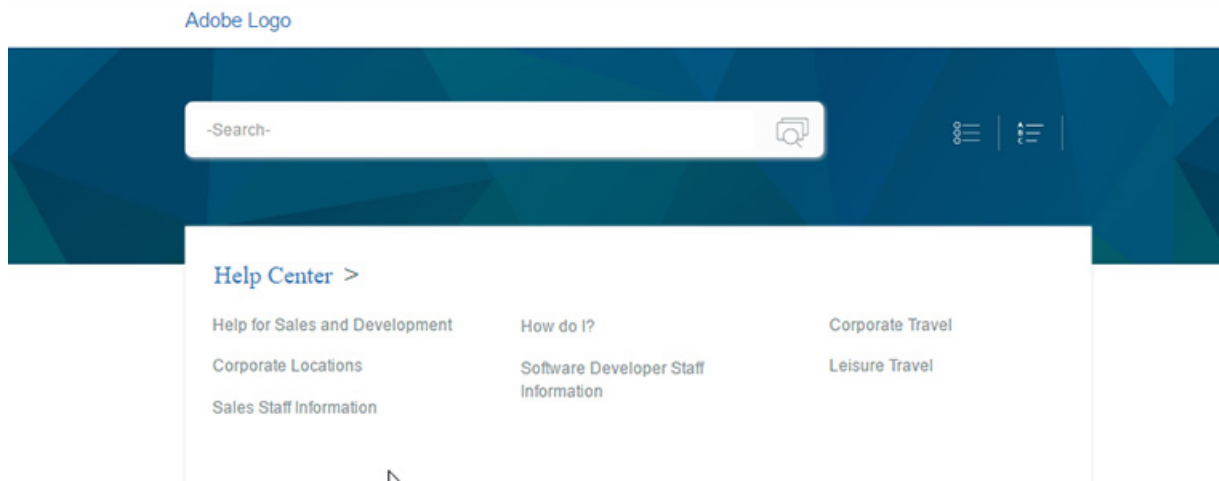 Adobe Logo
-Search-
A
B
C
Help Center >
Help for Sales and Development
How do I?
Corporate Travel
Corporate Locations
Software Developer Staff
Information
Leisure Travel
Sales Staff Information